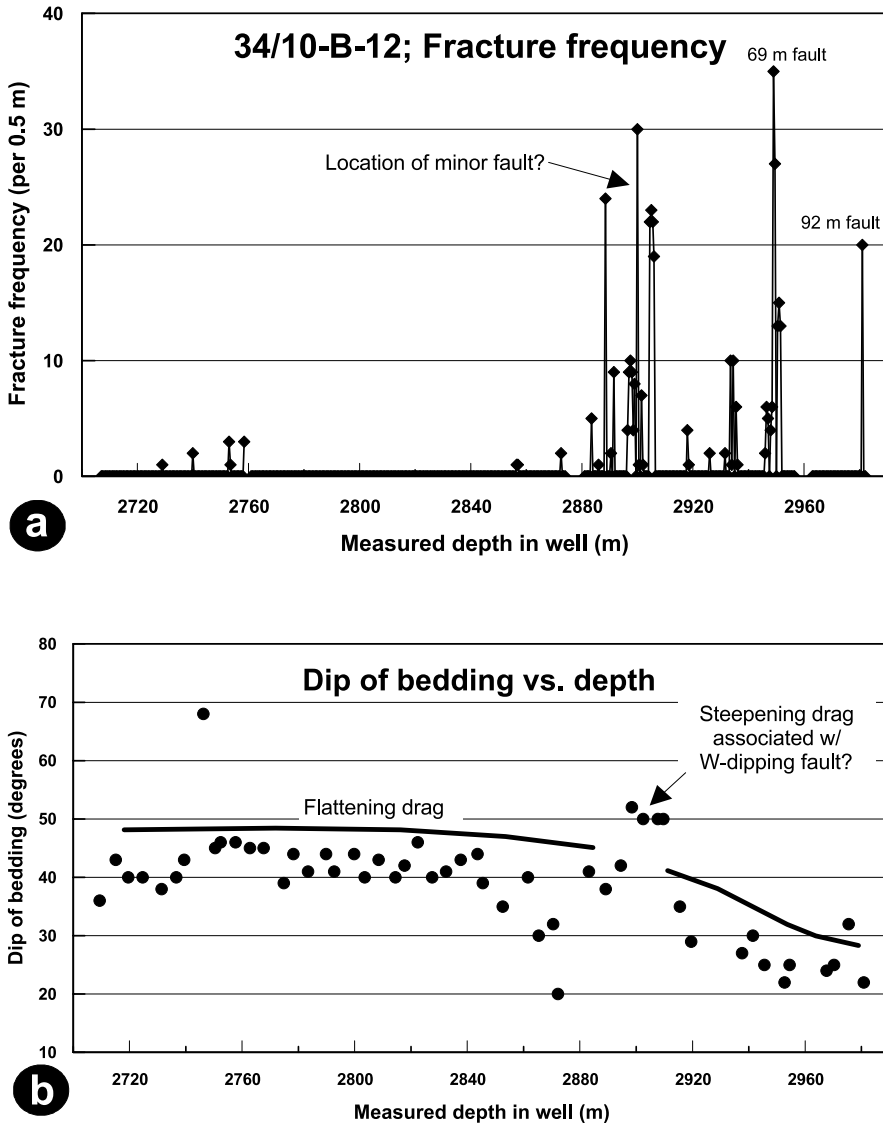 34/10-B-12; Fracture frequency
69 m fault
Location of minor fault?
92 m fault
Fracture frequency (per 0.5 m)
40
30
20
10
0
2720 2760 2800 2840 2880 2920 2960
Measured depth in well (m)
a
Dip of bedding vs. depth
Steepening drag
associated w/
W-dipping fault?
Flattening drag
Dip of bedding (degrees)
80
70
60
50
40
30
20
10
2720 2760 2800 2840 2880 2920 2960
Measured depth in well (m)
b